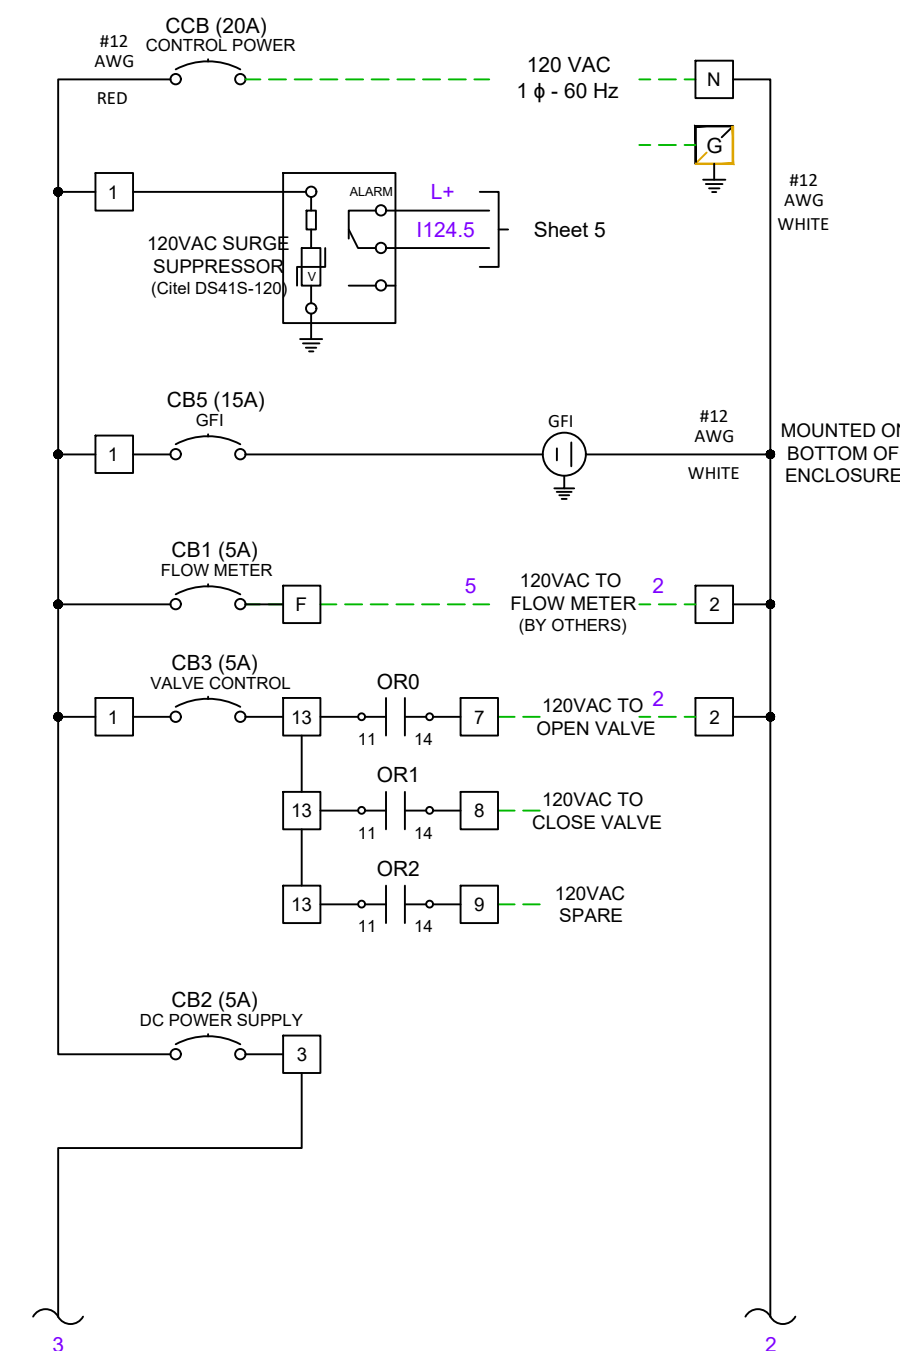 CCB (20A)
CONTROL POWER
#12
AWG
RED
120 VAC
1 ϕ - 60 Hz
N
G
#12
AWG
WHITE
1
ALARM
L+
I124.5
Sheet 5
120VAC SURGE
SUPPRESSOR
(Citel DS41S-120)
V
CB5 (15A)
GFI
1
GFI
#12
AWG
WHITE
MOUNTED ON
BOTTOM OF
ENCLOSURE
CB1 (5A)
FLOW METER
F
5
120VAC TO
FLOW METER
(BY OTHERS)
2
2
CB3 (5A)
VALVE CONTROL
1
13
OR0
11
14
7
120VAC TO
OPEN VALVE
2
2
13
OR1
11
14
8
120VAC TO
CLOSE VALVE
13
OR2
11
14
9
120VAC
SPARE
CB2 (5A)
DC POWER SUPPLY
3
3
2